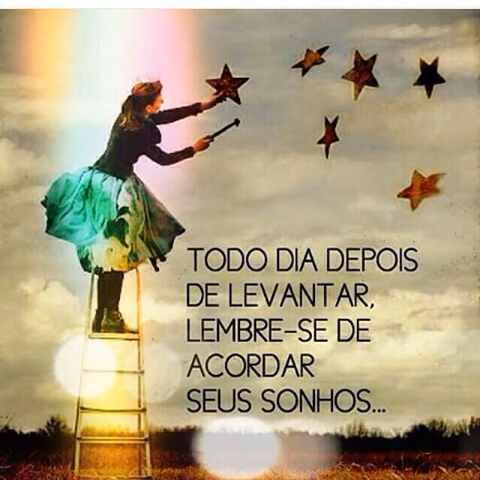 TODO DIA DEPOIS
DE LEVANTAR,
LEMBRE-SE DE
ACORDAR
SEUS SONHOS...